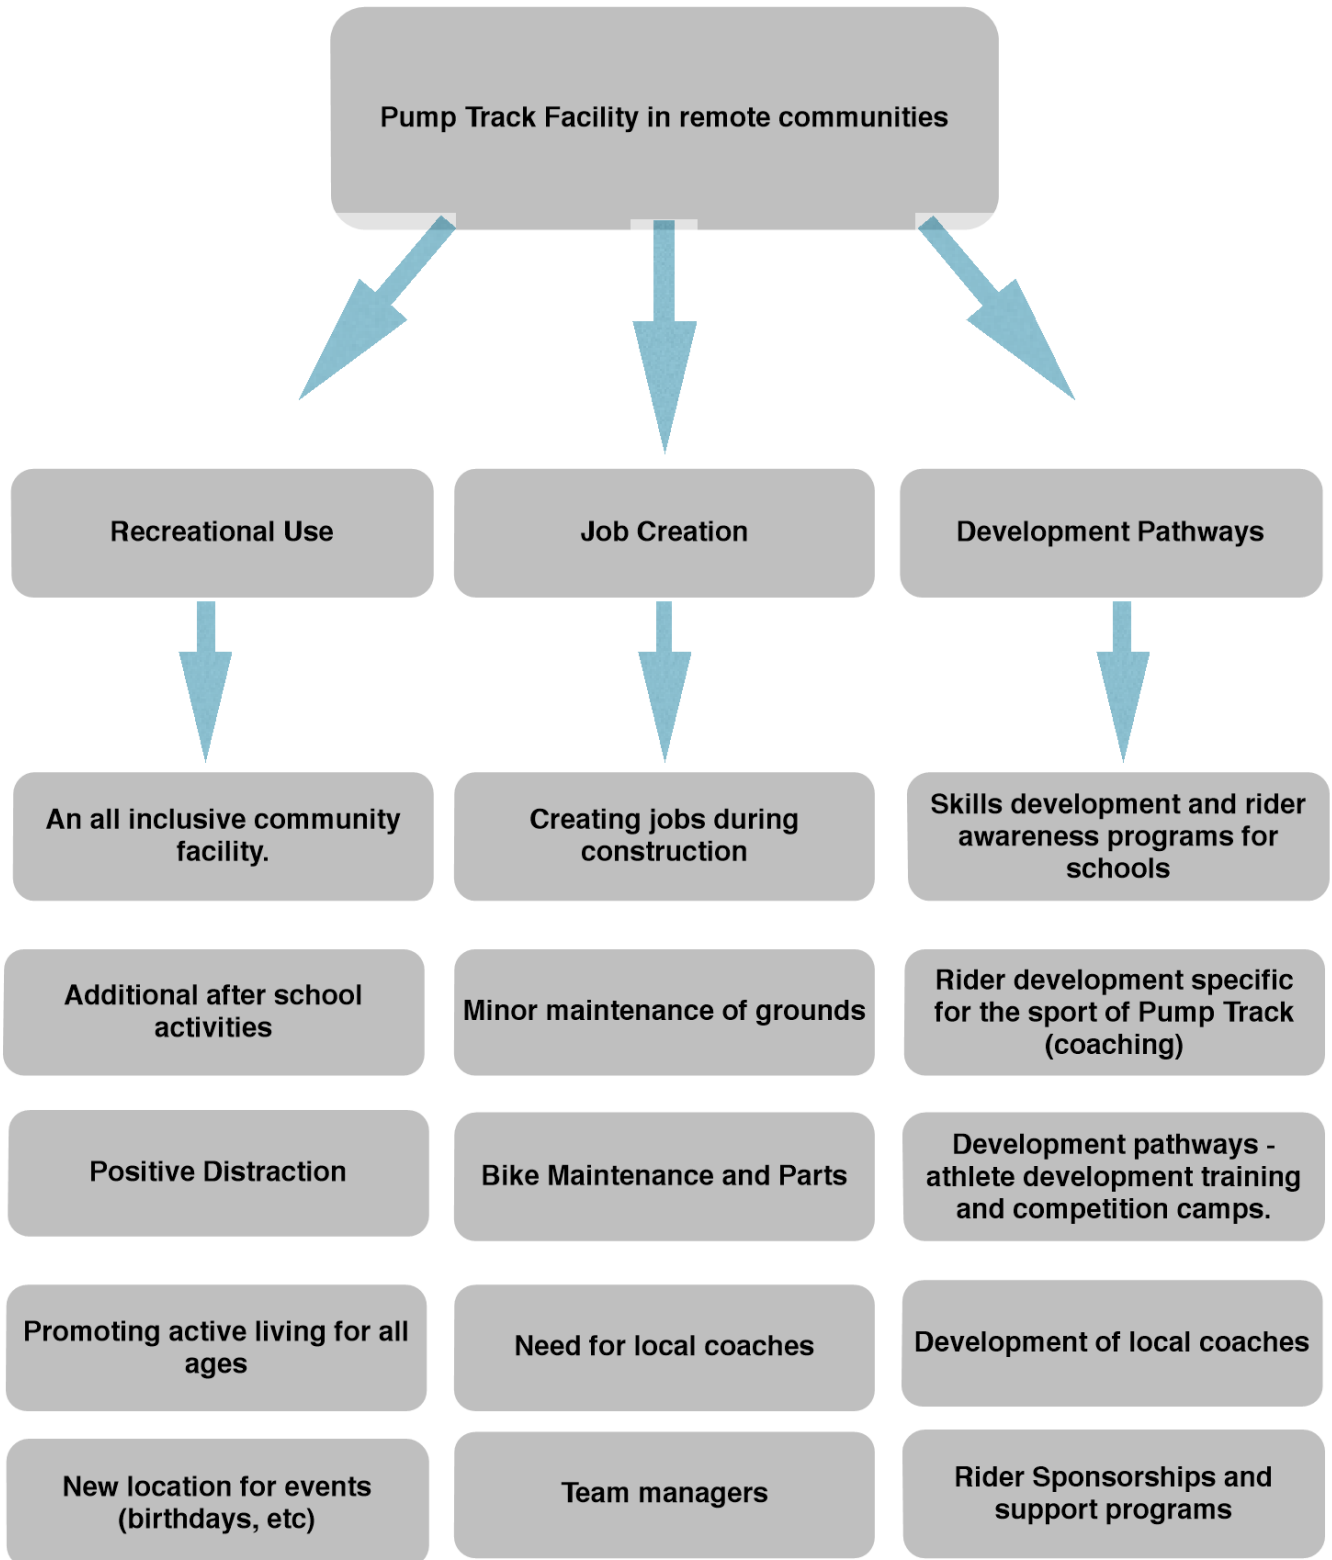 Pump Track Facility in remote communities
Recreational Use
Job Creation
Development Pathways
An all inclusive community
facility.
Creating jobs during
construction
Skills development and rider
awareness programs for
schools
Additional after school
activities
Minor maintenance of grounds
Rider development specific
for the sport of Pump Track
(coaching)
Positive Distraction
Bike Maintenance and Parts
Development pathways -
athlete development training
and competition camps.
Promoting active living for all
ages
Need for local coaches
Development of local coaches
New location for events
(birthdays, etc)
Team managers
Rider Sponsorships and
support programs